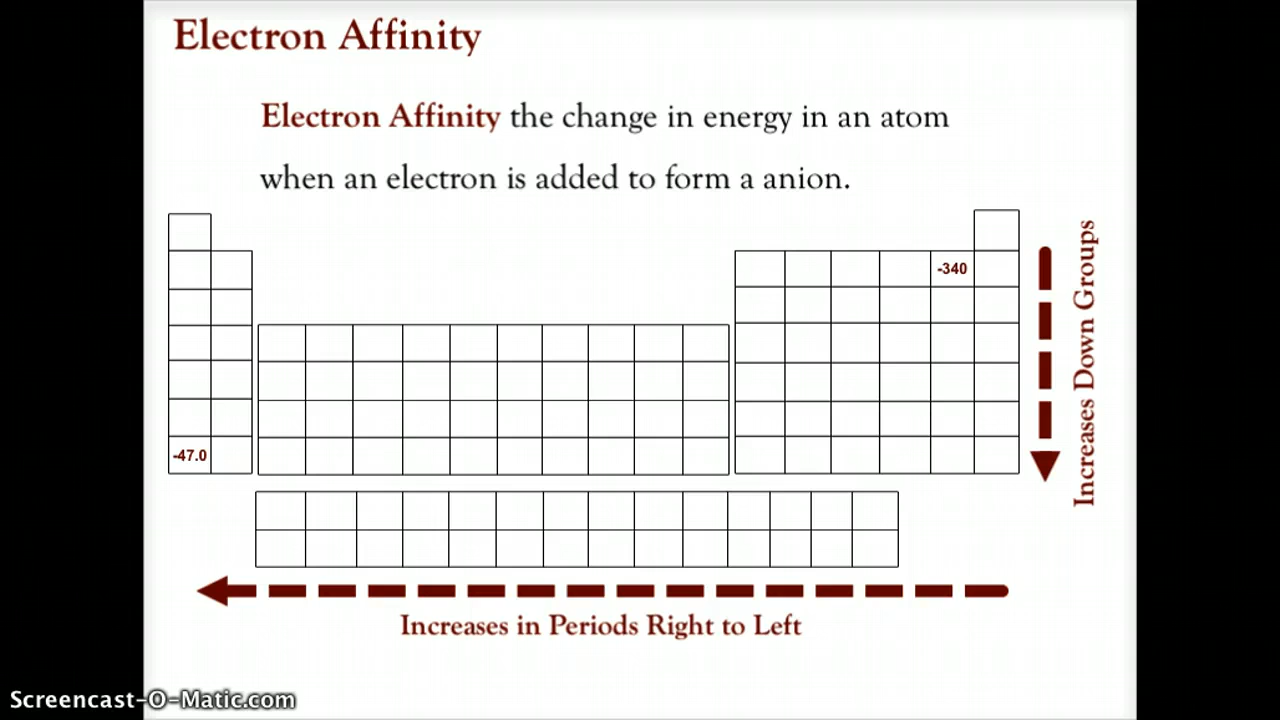 Electron Affinity
Electron Affinity the change in energy in an atom
when an electron is added to form a anion.
-340
-47.0
Increases Down Groups
Increases in Periods Right to Left
Screencast-O-Matic.com